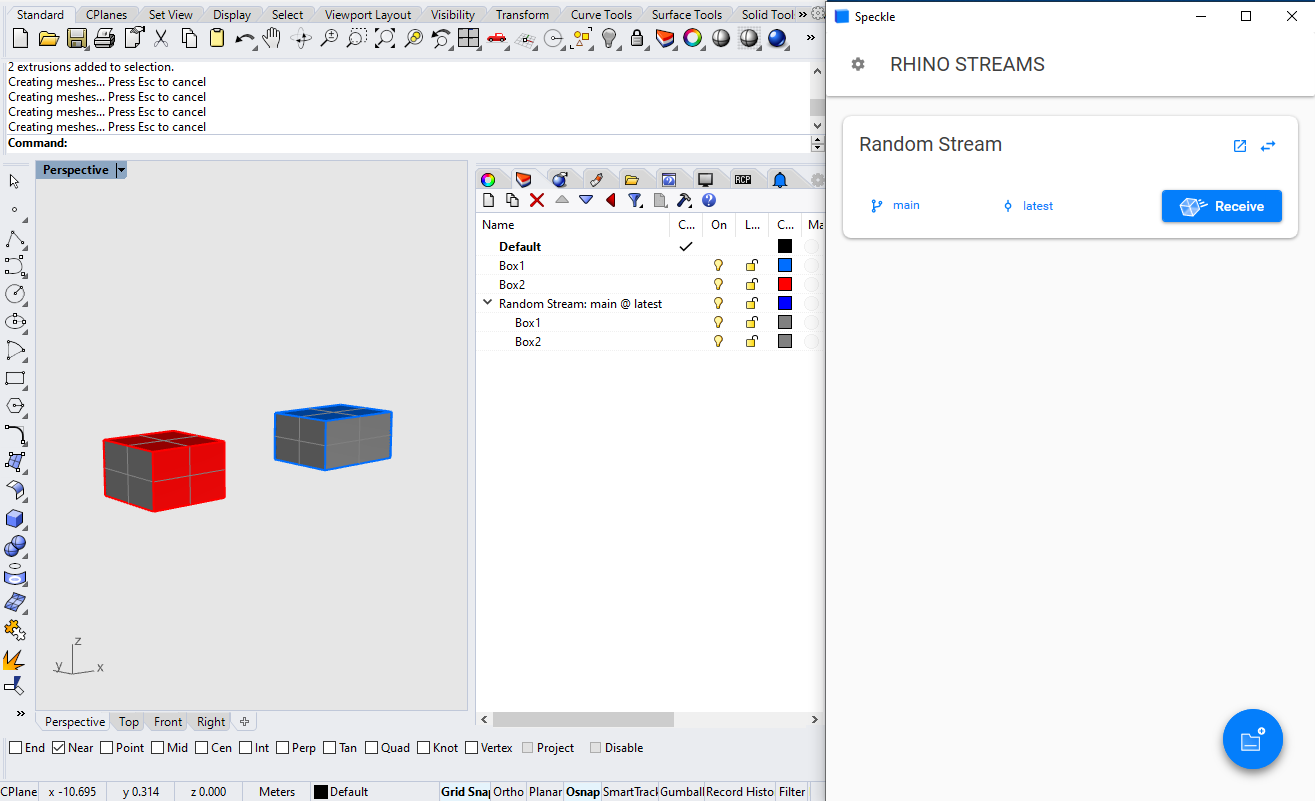 Standard CPlanes Set View Display Select Viewport Layout Visibility Transform Curve Tools Surface Tools Solid Tool »
»
2 extrusions added to selection.
Creating meshes... Press Esc to cancel
Creating meshes... Press Esc to cancel
Creating meshes... Press Esc to cancel
Creating meshes... Press Esc to cancel
Command:
Perspective
z
y
x
»
Perspective Top Front Right
RCP
Name C... On L... C... Ma
Default
Box1
Box2
Random Stream: main @ latest
Box1
Box2
End Near Point Mid Cen Int Perp Tan Quad Knot Vertex Project Disable
CPlane x -10.695 y 0.314 z 0.000 Meters Default Grid Snap Ortho Planar Osnap SmartTrack Gumball Record Histo Filter
Speckle
RHINO STREAMS
Random Stream
main latest Receive